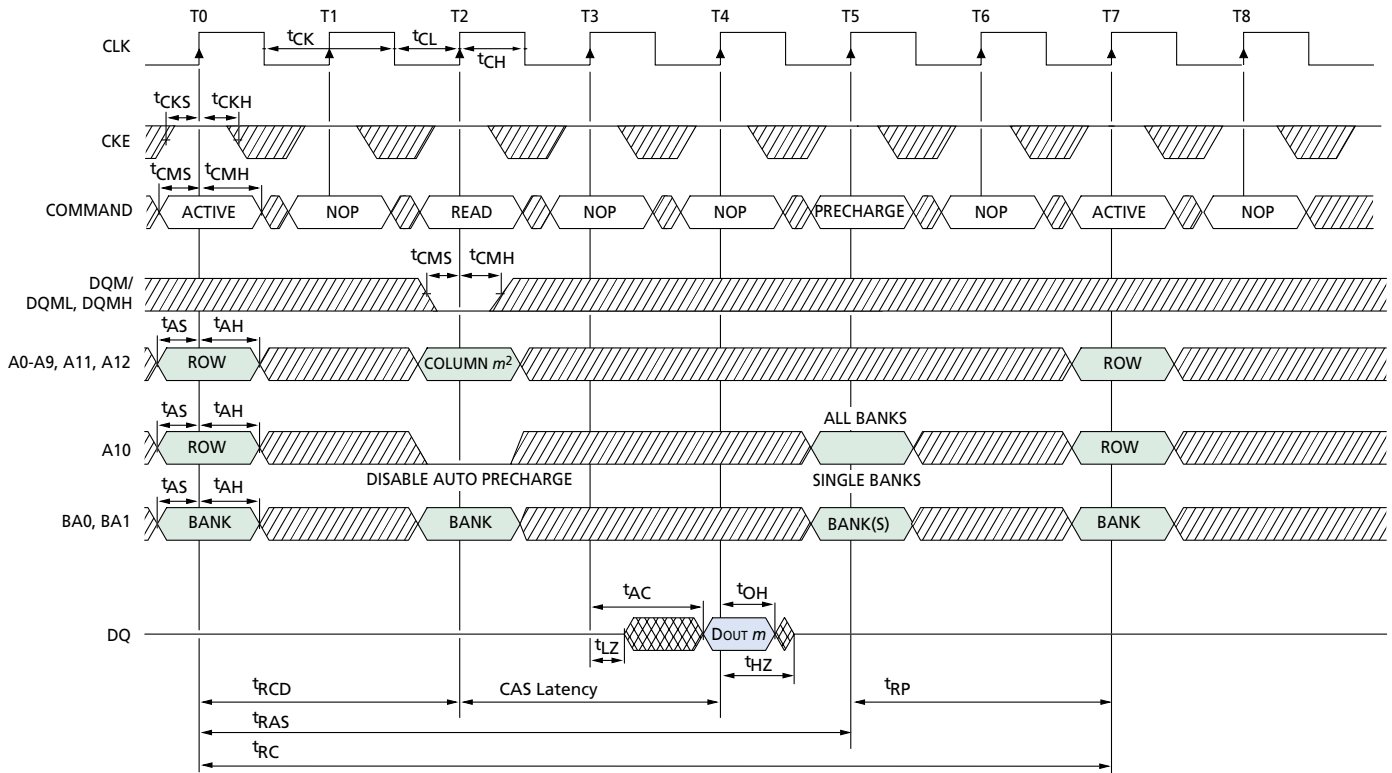 T0 T1 T2 T3 T4 T5 T6 T7 T8
CLK tCK tCL tCH
tCKS tCKH
CKE
tCMS tCMH
COMMAND ACTIVE NOP READ NOP NOP PRECHARGE NOP ACTIVE NOP
tCMS tCMH
DQM/
DQML, DQMH
tAS tAH
A0-A9, A11, A12 ROW COLUMN m2 ROW
tAS tAH ALL BANKS
A10 ROW ROW
DISABLE AUTO PRECHARGE SINGLE BANKS
tAS tAH
BA0, BA1 BANK BANK BANK(S) BANK
tAC tOH
DQ DOUT m
tLZ tHZ
tRCD CAS Latency tRP
tRAS
tRC